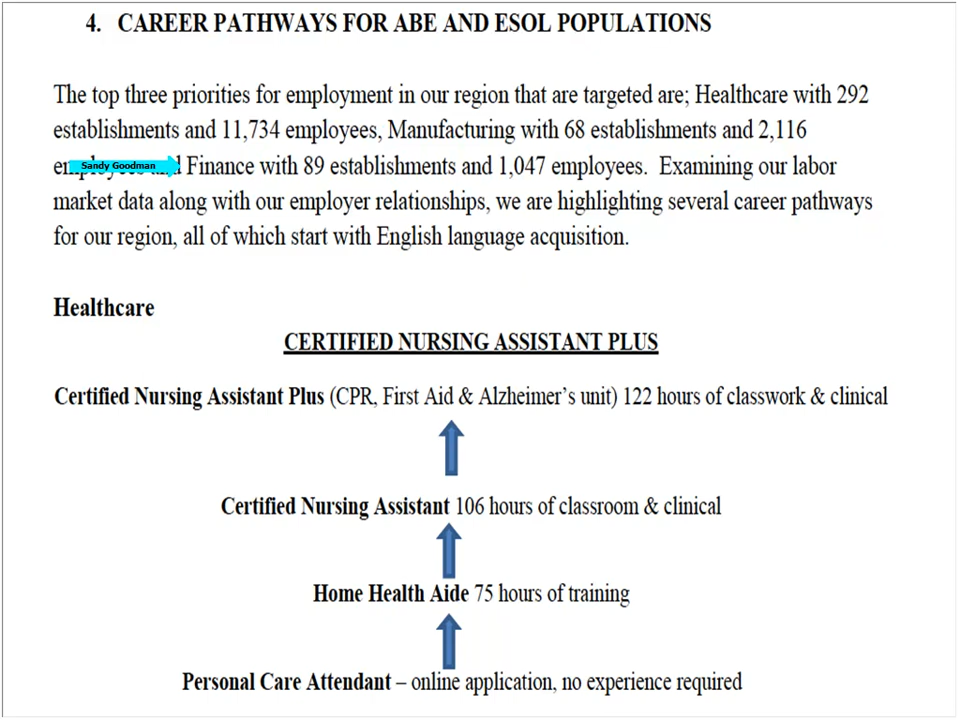 4. CAREER PATHWAYS FOR ABE AND ESOL POPULATIONS
The top three priorities for employment in our region that are targeted are; Healthcare with 292
establishments and 11,734 employees, Manufacturing with 68 establishments and 2,116
Sandy Goodman
employees and Finance with 89 establishments and 1,047 employees. Examining our labor
market data along with our employer relationships, we are highlighting several career pathways
for our region, all of which start with English language acquisition.
Healthcare
CERTIFIED NURSING ASSISTANT PLUS
Certified Nursing Assistant Plus (CPR, First Aid & Alzheimer's unit) 122 hours of classwork & clinical
Certified Nursing Assistant 106 hours of classroom & clinical
Home Health Aide 75 hours of training
Personal Care Attendant – online application, no experience required